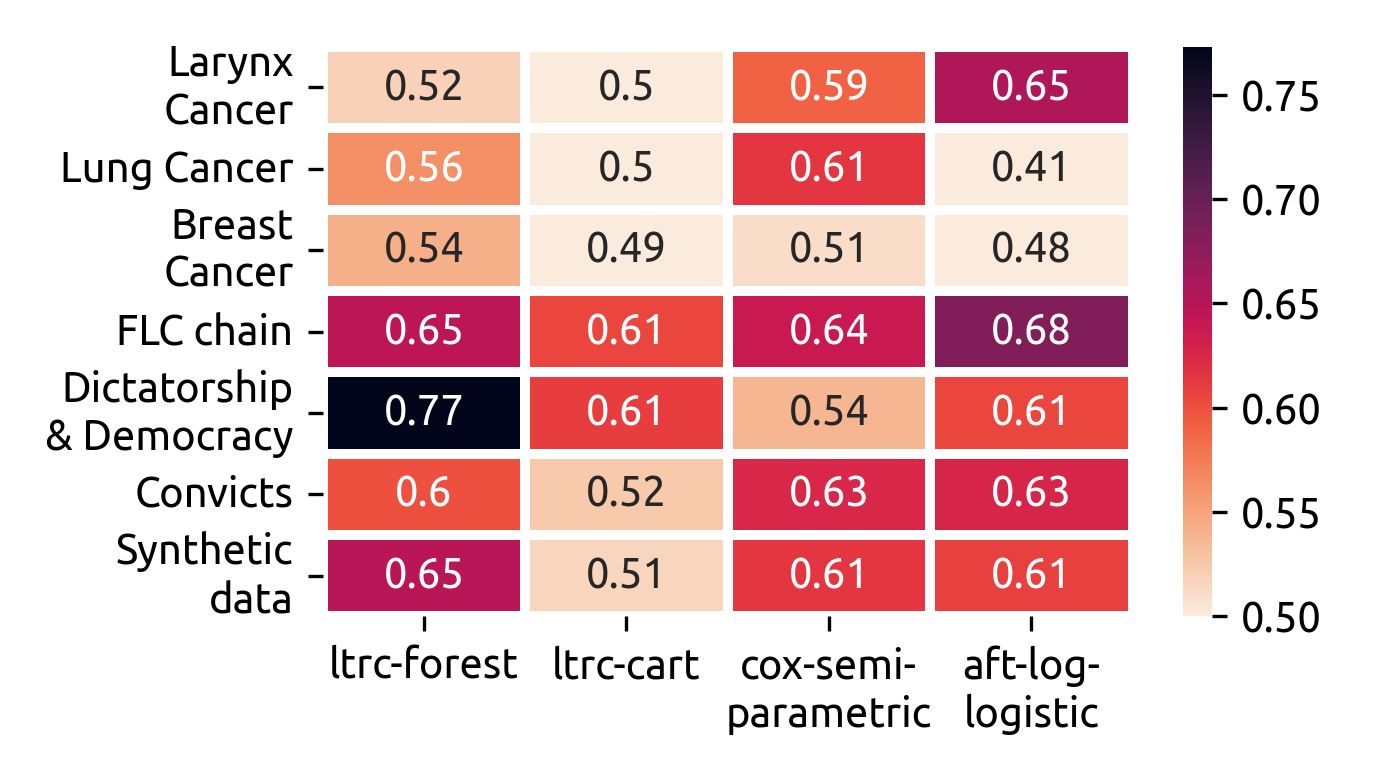 Larynx
Cancer
0.52 0.5 0.59 0.65
Lung Cancer
0.56 0.5 0.61 0.41
Breast
Cancer
0.54 0.49 0.51 0.48
FLC chain
0.65 0.61 0.64 0.68
Dictatorship
& Democracy
0.77 0.61 0.54 0.61
Convicts
0.6 0.52 0.63 0.63
Synthetic
data
0.65 0.51 0.61 0.61
ltrc-forest
ltrc-cart
cox-semi-
parametric
aft-log-
logistic
0.75
0.70
0.65
0.60
0.55
0.50